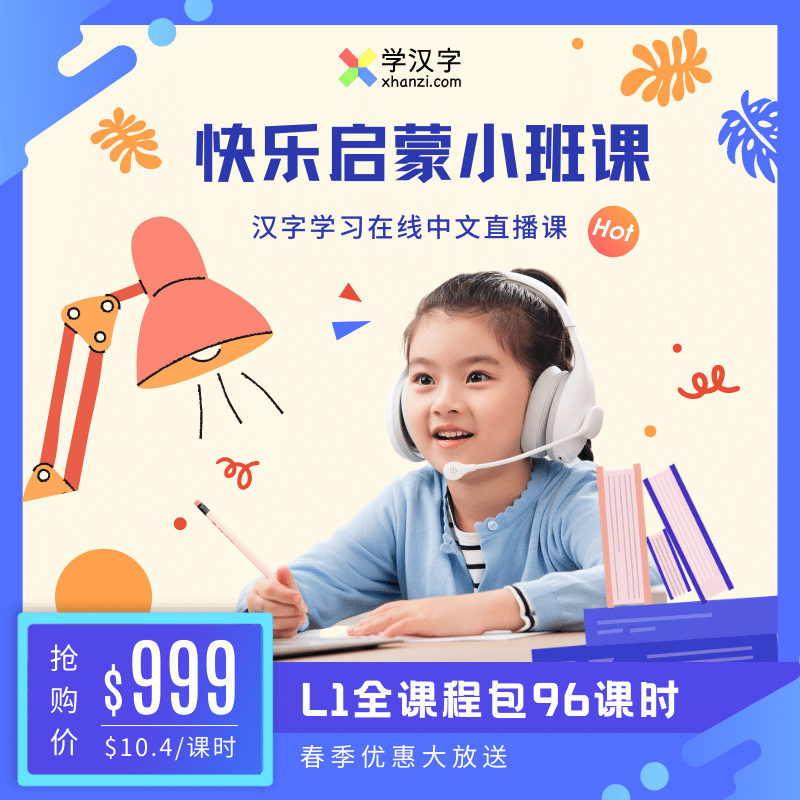 学汉字
xhanzi.com
快乐启蒙小班课
汉字学习在线中文直播课
Hot
抢购价
$999
$10.4/课时
L1全课程包96课时
春季优惠大放送